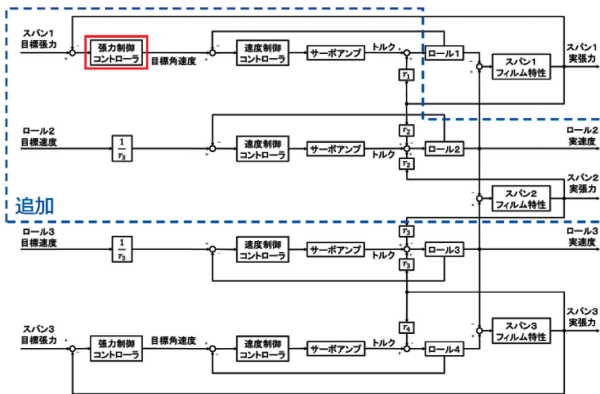 スパン1
目標張力
張力制御
コントローラ
目標角速度
速度制御
コントローラ
サーボアンプ
トルク
ロール1
r₁
スパン1
フィルム特性
スパン1
実張力
ロール2
目標速度
1
r₃
速度制御
コントローラ
サーボアンプ
トルク
r₂
r₂
ロール2
ロール2
実速度
スパン2
フィルム特性
スパン2
実張力
追加
ロール3
目標速度
1
r₃
速度制御
コントローラ
サーボアンプ
トルク
r₃
r₃
ロール3
ロール3
実速度
スパン3
目標張力
張力制御
コントローラ
目標角速度
速度制御
コントローラ
サーボアンプ
トルク
r₄
ロール4
スパン3
フィルム特性
スパン3
実張力